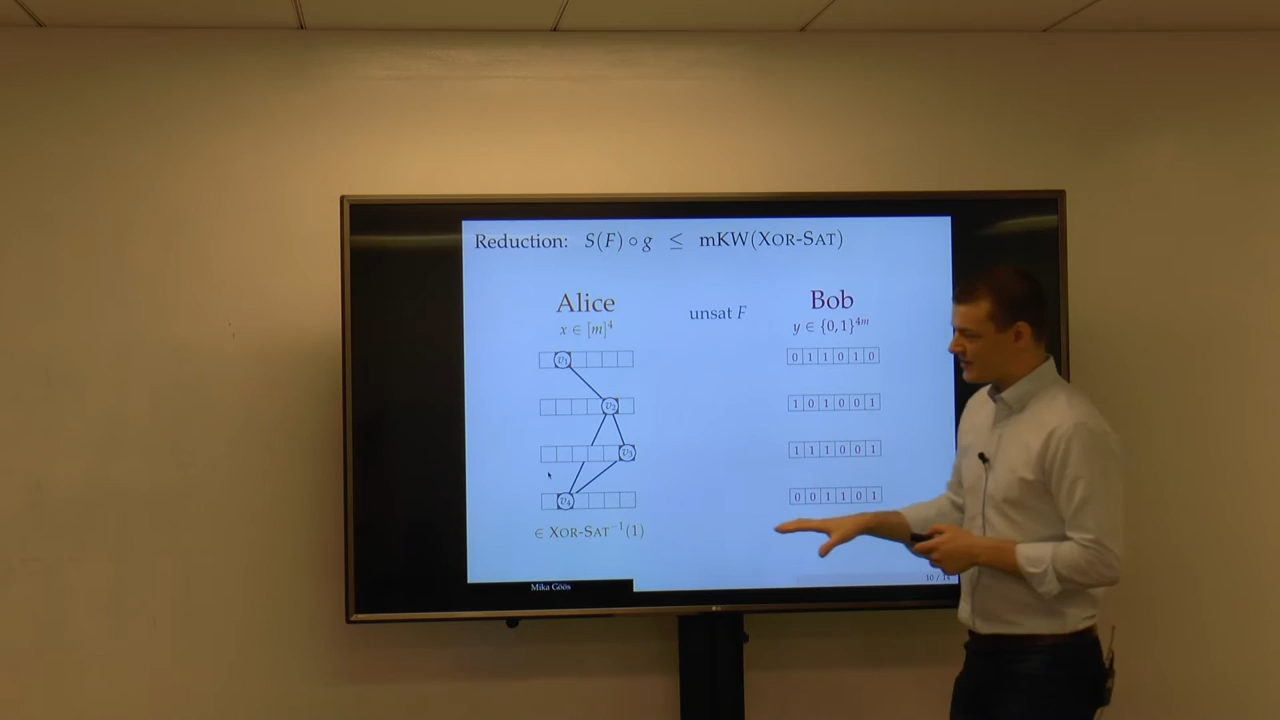 Reduction: S(F) ∘ g ≤ mKW(XOR-SAT)
Alice
unsat F
Bob
x ∈ [m]⁴
y ∈ {0,1}⁴ᵐ
v₁
0 1 1 0 1 0
v₂
1 0 1 0 0 1
v₃
1 1 1 0 0 1
v₄
0 0 1 1 0 1
∈ XOR-SAT⁻¹(1)
Mika Göös
10 /
LG